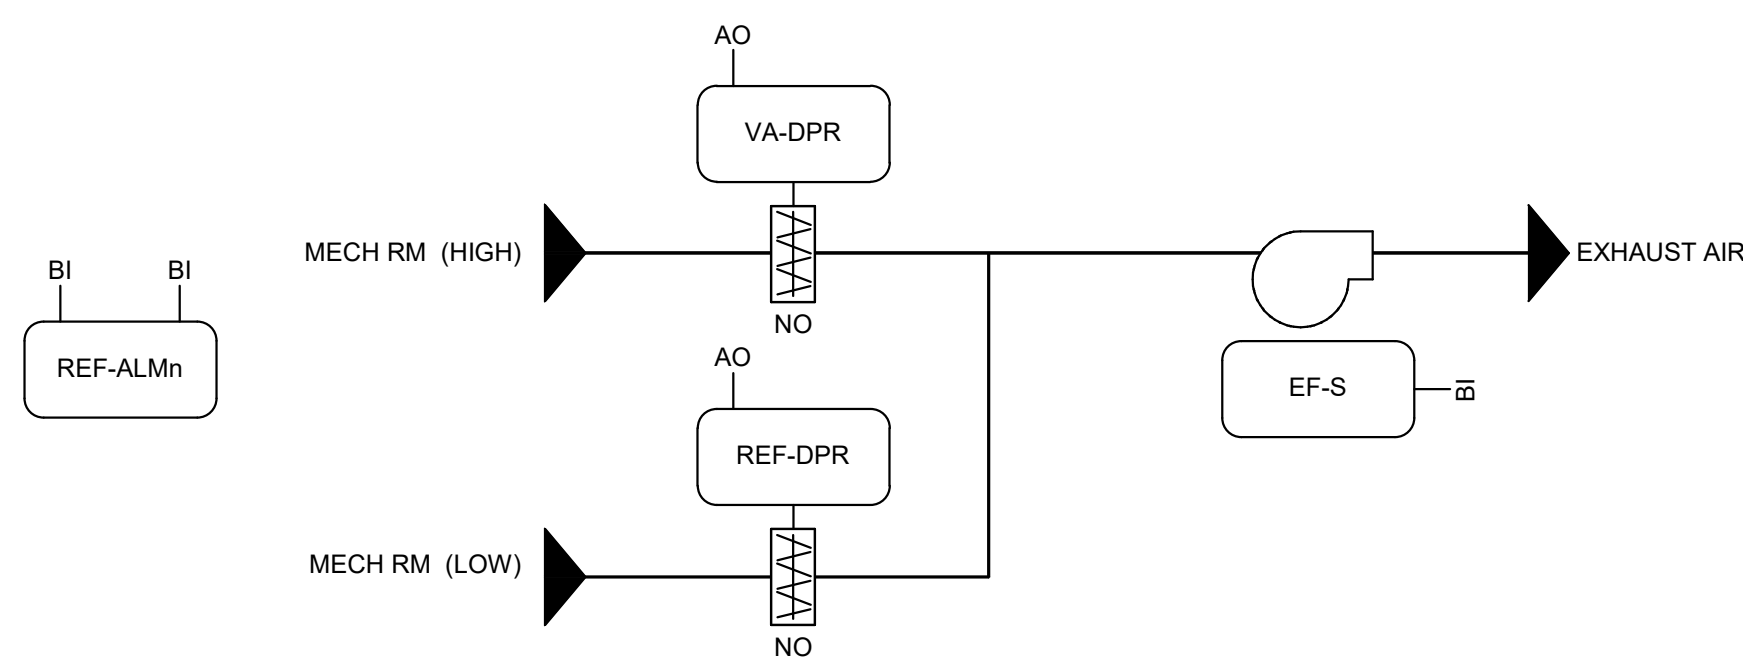 AO
VA-DPR
MECH RM (HIGH)
EXHAUST AIR
BI
BI
NO
REF-ALMn
AO
EF-S
BI
REF-DPR
MECH RM (LOW)
NO